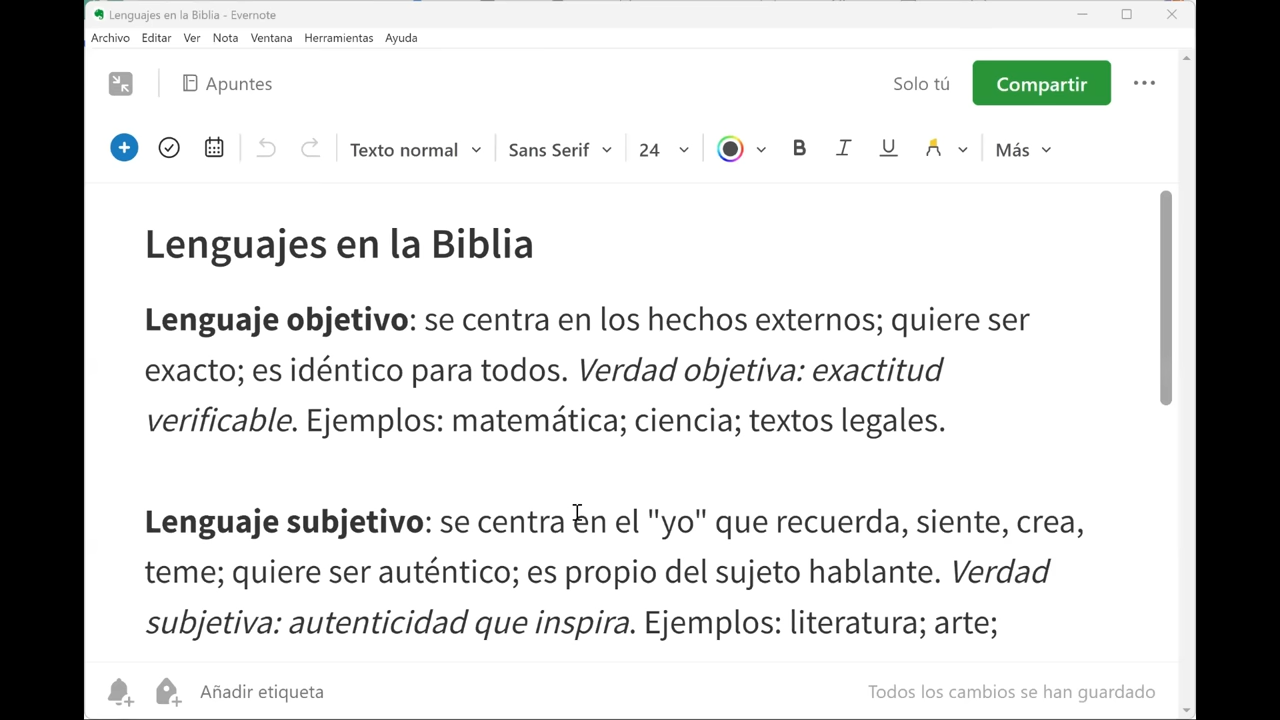 Lenguajes en la Biblia - Evernote
Archivo Editar Ver Nota Ventana Herramientas Ayuda
Apuntes Solo tú Compartir
Texto normal Sans Serif 24 B I U Más
Lenguajes en la Biblia
Lenguaje objetivo: se centra en los hechos externos; quiere ser
exacto; es idéntico para todos. Verdad objetiva: exactitud
verificable. Ejemplos: matemática; ciencia; textos legales.
Lenguaje subjetivo: se centra en el "yo" que recuerda, siente, crea,
teme; quiere ser auténtico; es propio del sujeto hablante. Verdad
subjetiva: autenticidad que inspira. Ejemplos: literatura; arte;
Añadir etiqueta Todos los cambios se han guardado